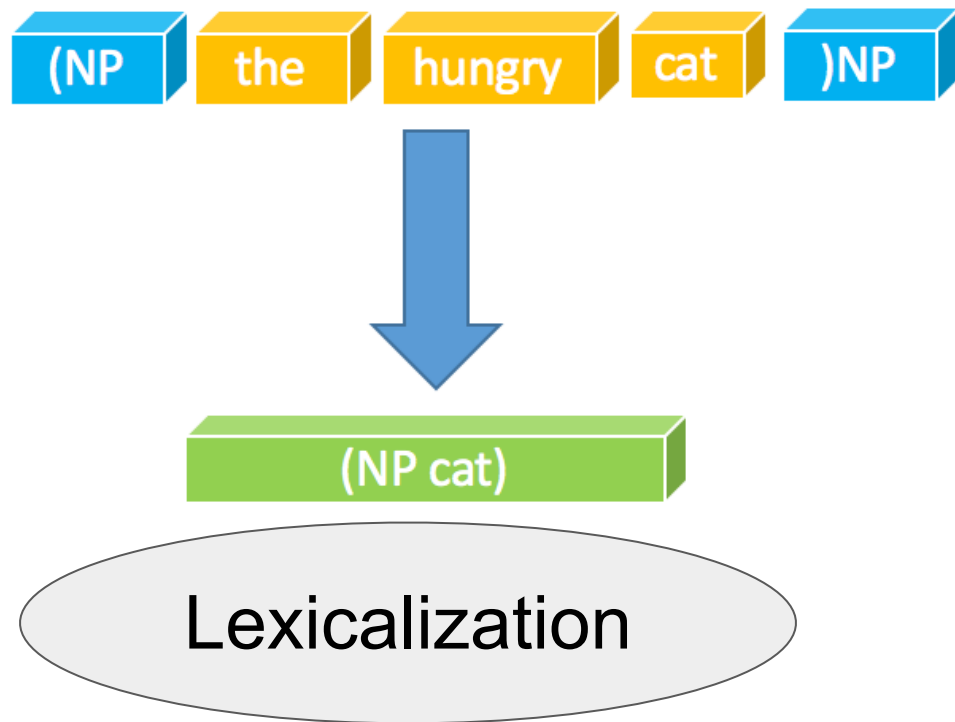 (NP the hungry cat )NP
(NP cat)
Lexicalization